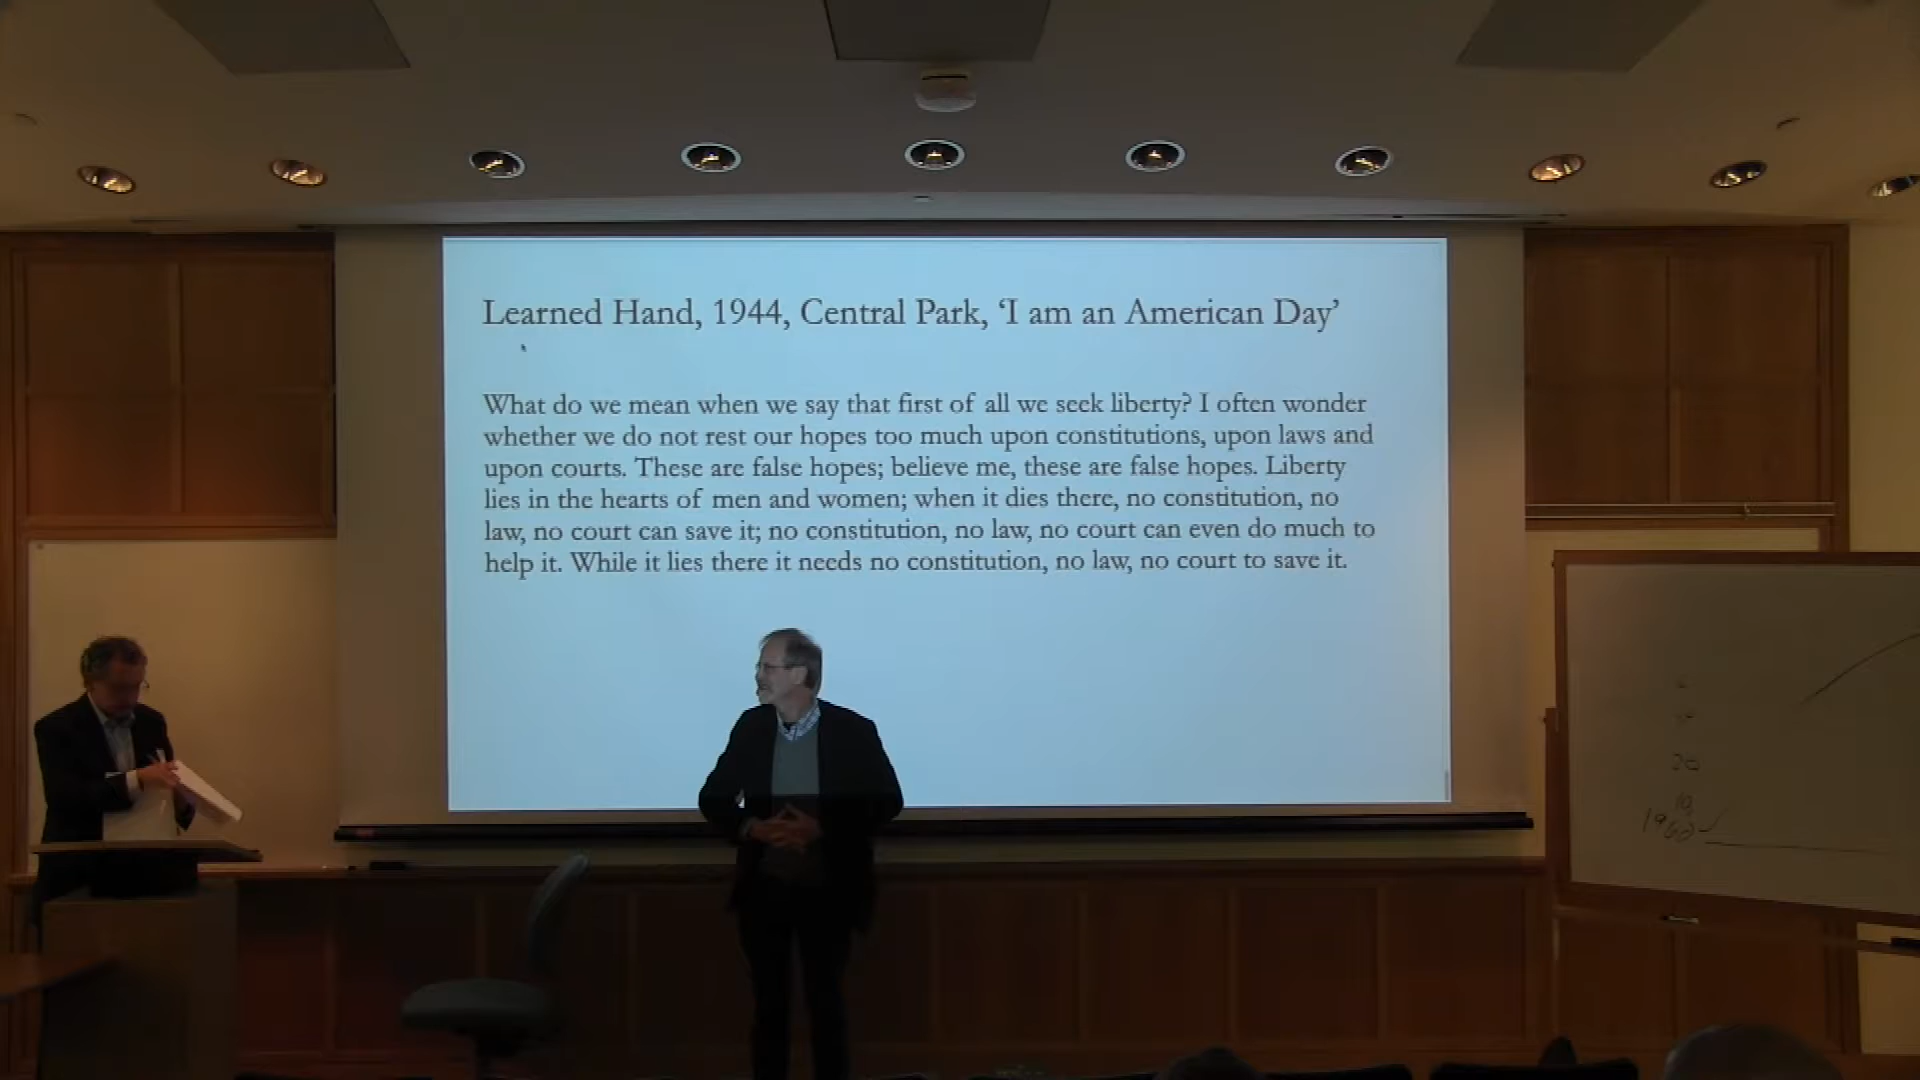 Learned Hand, 1944, Central Park, ‘I am an American Day’
What do we mean when we say that first of all we seek liberty? I often wonder
whether we do not rest our hopes too much upon constitutions, upon laws and
upon courts. These are false hopes; believe me, these are false hopes. Liberty
lies in the hearts of men and women; when it dies there, no constitution, no
law, no court can save it; no constitution, no law, no court can even do much to
help it. While it lies there it needs no constitution, no law, no court to save it.
20
10